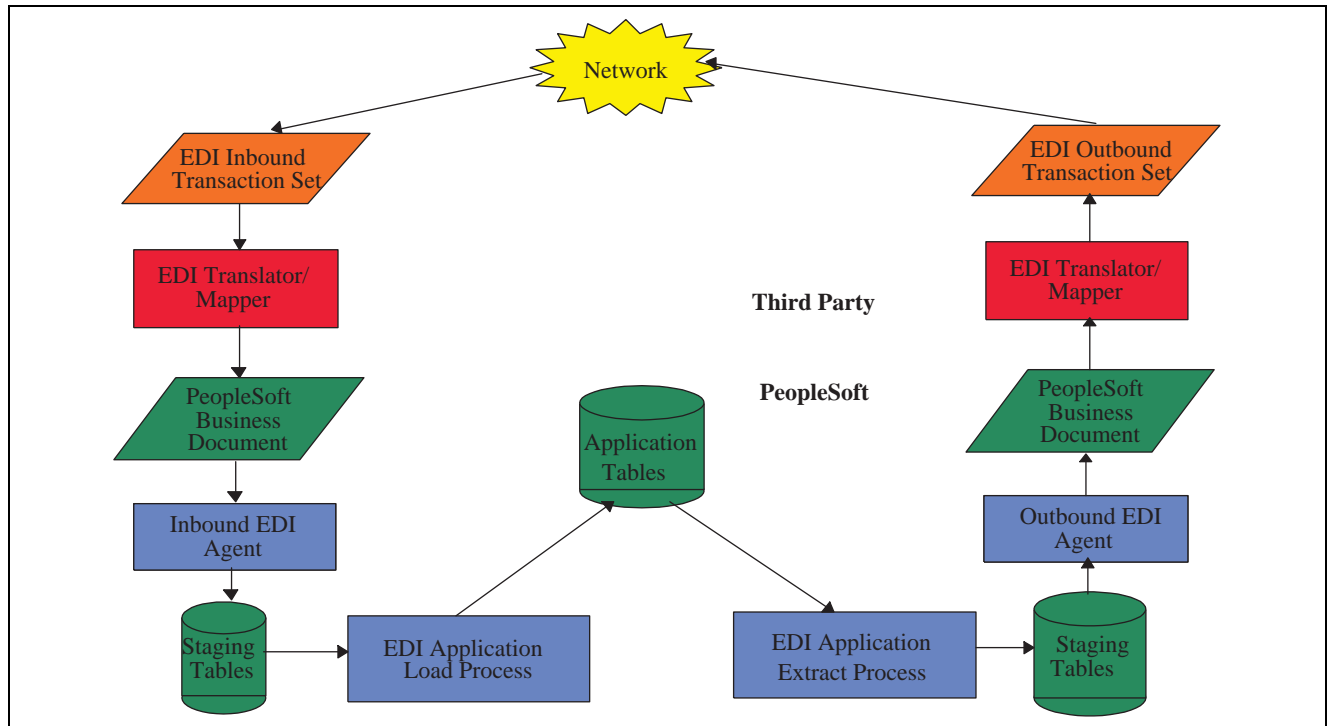 Network
EDI Inbound
Transaction Set
EDI Outbound
Transaction Set
EDI Translator/
Mapper
EDI Translator/
Mapper
Third Party
PeopleSoft
PeopleSoft
Business
Document
PeopleSoft
Business
Document
Application
Tables
Inbound EDI
Agent
Outbound EDI
Agent
Staging
Tables
EDI Application
Load Process
EDI Application
Extract Process
Staging
Tables